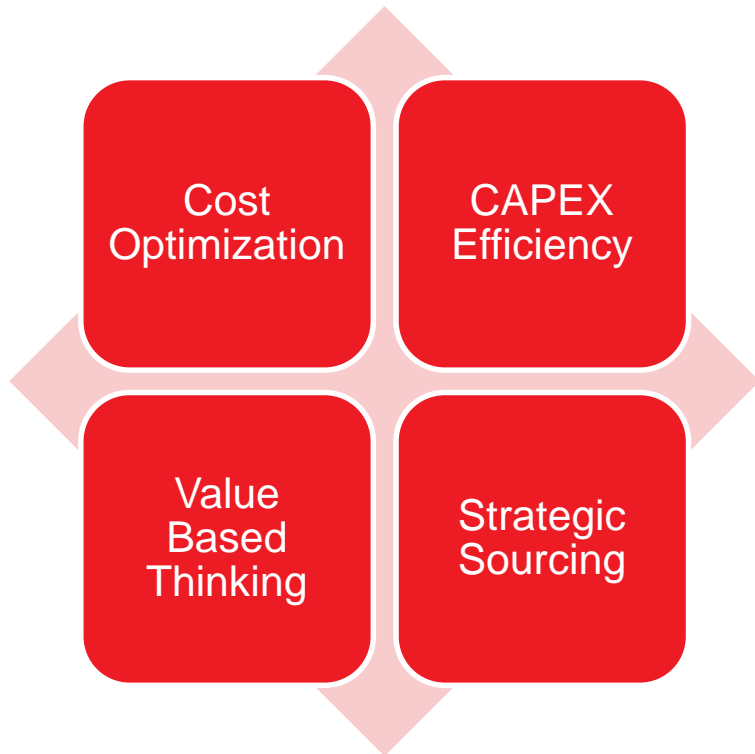 Cost
Optimization
CAPEX
Efficiency
Value
Based
Thinking
Strategic
Sourcing